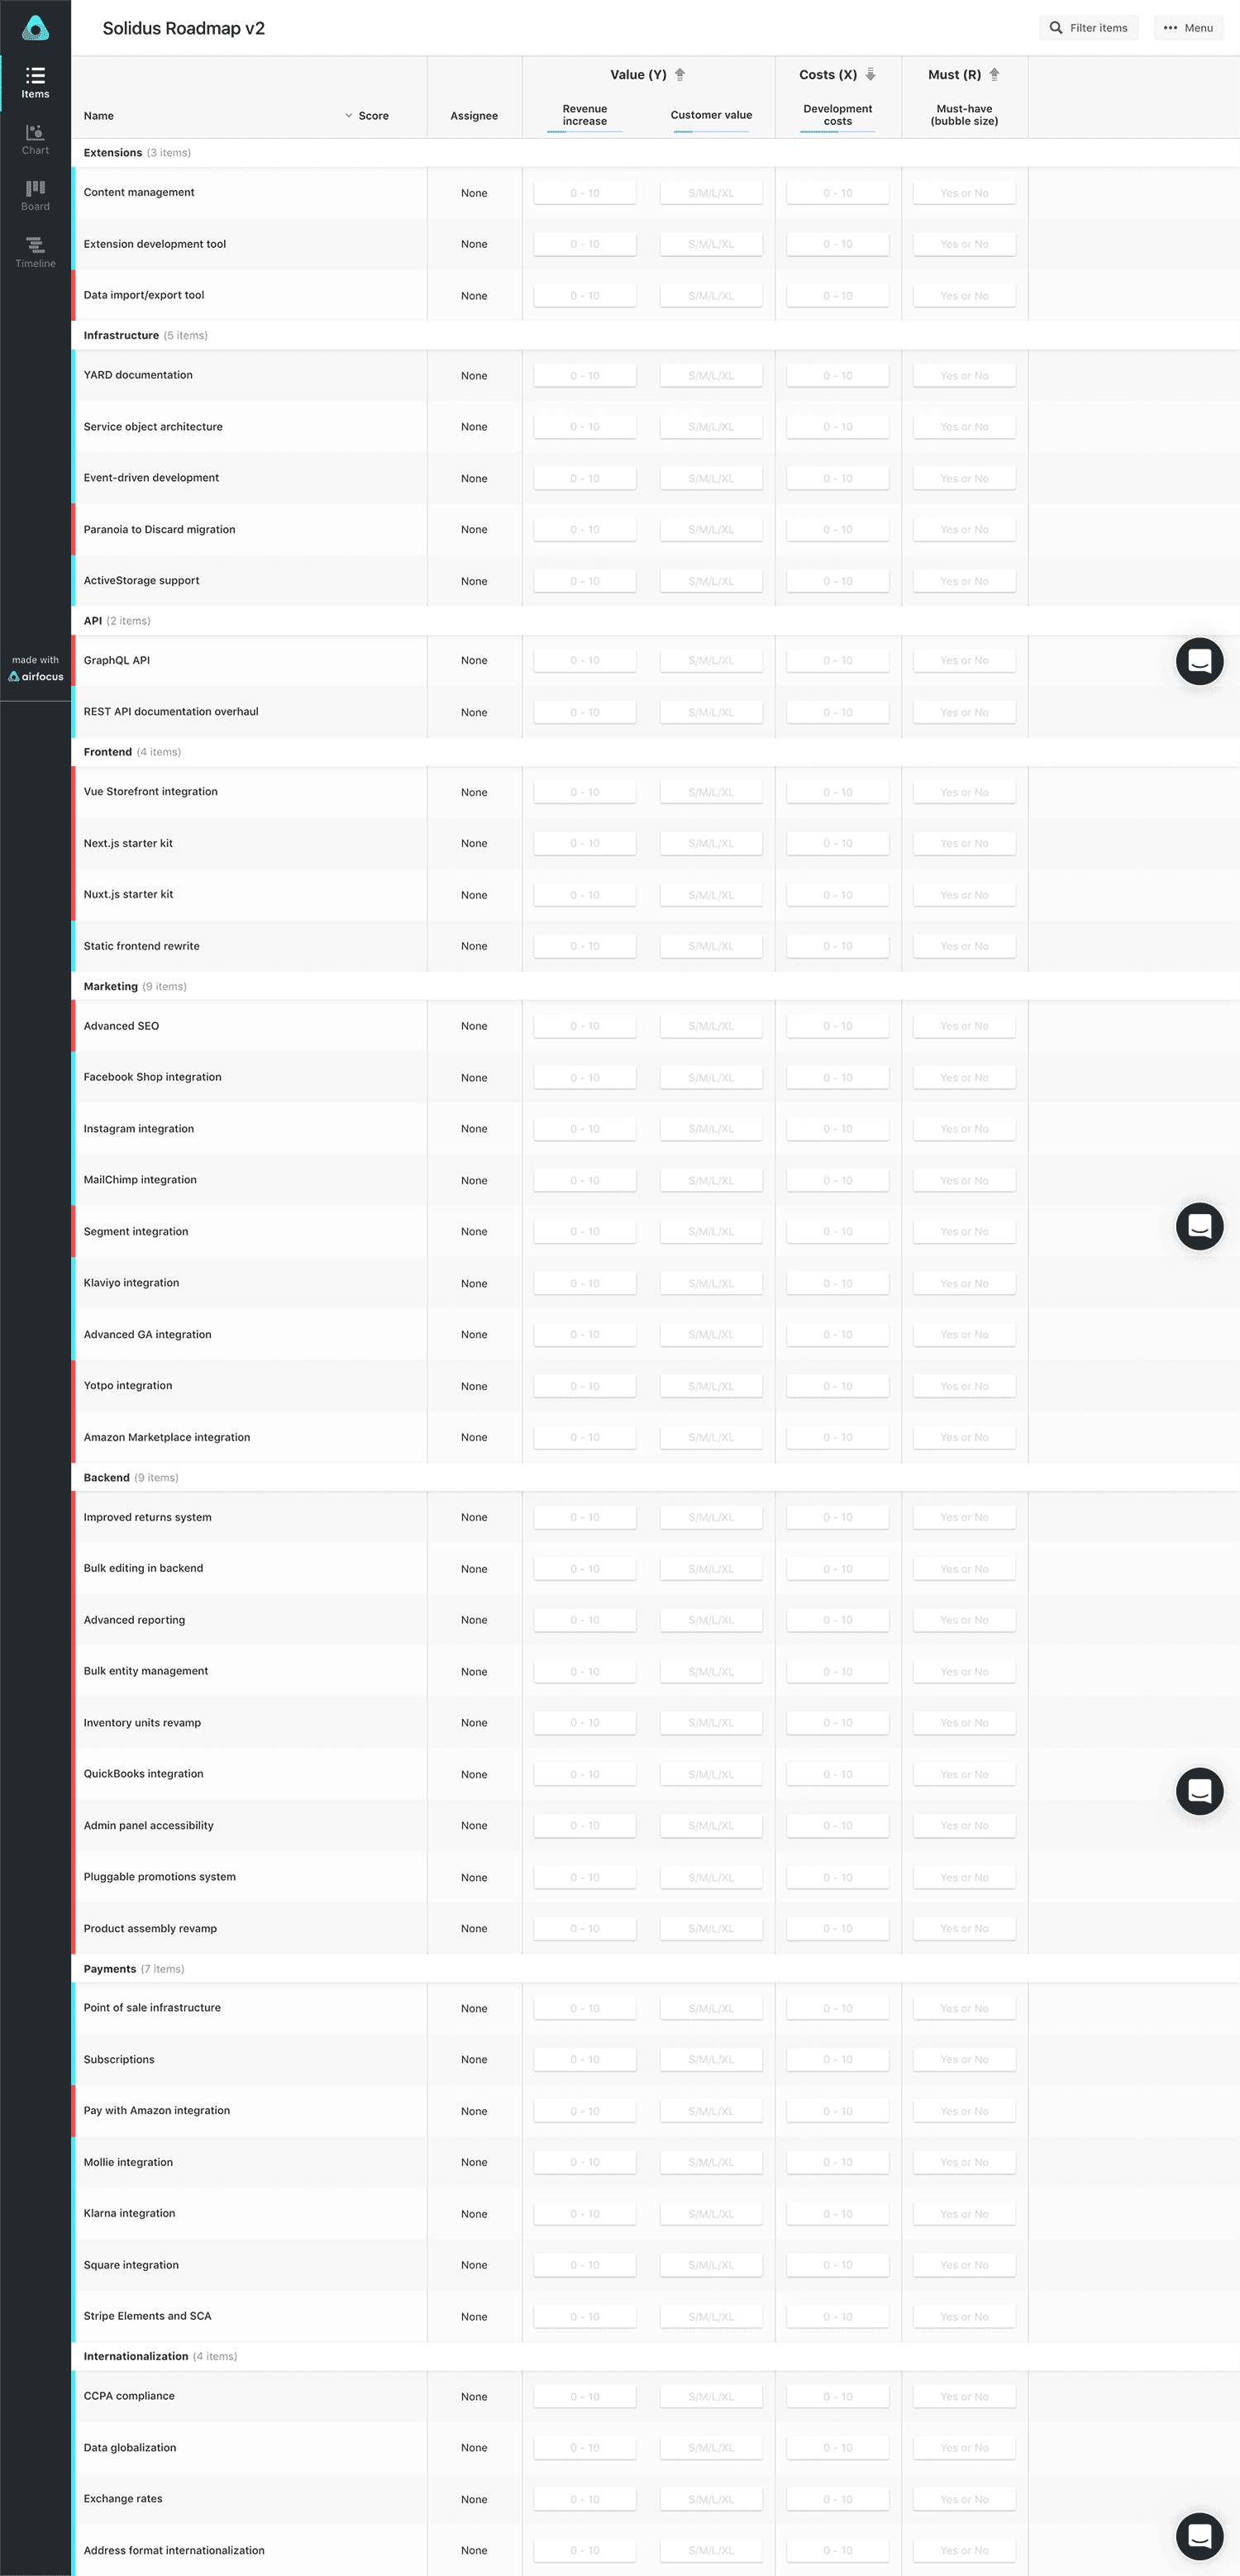 Solidus Roadmap v2
Filter items
Menu
Items
Chart
Board
Timeline
made with
airfocus
Value (Y) Costs (X) Must (R)
Name Score Assignee Revenue increase Customer value Development costs Must-have (bubble size)
Extensions (3 items)
Content management None 0 - 10 S/M/L/XL 0 - 10 Yes or No
Extension development tool None 0 - 10 S/M/L/XL 0 - 10 Yes or No
Data import/export tool None 0 - 10 S/M/L/XL 0 - 10 Yes or No
Infrastructure (5 items)
YARD documentation None 0 - 10 S/M/L/XL 0 - 10 Yes or No
Service object architecture None 0 - 10 S/M/L/XL 0 - 10 Yes or No
Event-driven development None 0 - 10 S/M/L/XL 0 - 10 Yes or No
Paranoia to Discard migration None 0 - 10 S/M/L/XL 0 - 10 Yes or No
ActiveStorage support None 0 - 10 S/M/L/XL 0 - 10 Yes or No
API (2 items)
GraphQL API None 0 - 10 S/M/L/XL 0 - 10 Yes or No
REST API documentation overhaul None 0 - 10 S/M/L/XL 0 - 10 Yes or No
Frontend (4 items)
Vue Storefront integration None 0 - 10 S/M/L/XL 0 - 10 Yes or No
Next.js starter kit None 0 - 10 S/M/L/XL 0 - 10 Yes or No
Nuxt.js starter kit None 0 - 10 S/M/L/XL 0 - 10 Yes or No
Static frontend rewrite None 0 - 10 S/M/L/XL 0 - 10 Yes or No
Marketing (9 items)
Advanced SEO None 0 - 10 S/M/L/XL 0 - 10 Yes or No
Facebook Shop integration None 0 - 10 S/M/L/XL 0 - 10 Yes or No
Instagram integration None 0 - 10 S/M/L/XL 0 - 10 Yes or No
MailChimp integration None 0 - 10 S/M/L/XL 0 - 10 Yes or No
Segment integration None 0 - 10 S/M/L/XL 0 - 10 Yes or No
Klaviyo integration None 0 - 10 S/M/L/XL 0 - 10 Yes or No
Advanced GA integration None 0 - 10 S/M/L/XL 0 - 10 Yes or No
Yotpo integration None 0 - 10 S/M/L/XL 0 - 10 Yes or No
Amazon Marketplace integration None 0 - 10 S/M/L/XL 0 - 10 Yes or No
Backend (9 items)
Improved returns system None 0 - 10 S/M/L/XL 0 - 10 Yes or No
Bulk editing in backend None 0 - 10 S/M/L/XL 0 - 10 Yes or No
Advanced reporting None 0 - 10 S/M/L/XL 0 - 10 Yes or No
Bulk entity management None 0 - 10 S/M/L/XL 0 - 10 Yes or No
Inventory units revamp None 0 - 10 S/M/L/XL 0 - 10 Yes or No
QuickBooks integration None 0 - 10 S/M/L/XL 0 - 10 Yes or No
Admin panel accessibility None 0 - 10 S/M/L/XL 0 - 10 Yes or No
Pluggable promotions system None 0 - 10 S/M/L/XL 0 - 10 Yes or No
Product assembly revamp None 0 - 10 S/M/L/XL 0 - 10 Yes or No
Payments (7 items)
Point of sale infrastructure None 0 - 10 S/M/L/XL 0 - 10 Yes or No
Subscriptions None 0 - 10 S/M/L/XL 0 - 10 Yes or No
Pay with Amazon integration None 0 - 10 S/M/L/XL 0 - 10 Yes or No
Mollie integration None 0 - 10 S/M/L/XL 0 - 10 Yes or No
Klarna integration None 0 - 10 S/M/L/XL 0 - 10 Yes or No
Square integration None 0 - 10 S/M/L/XL 0 - 10 Yes or No
Stripe Elements and SCA None 0 - 10 S/M/L/XL 0 - 10 Yes or No
Internationalization (4 items)
CCPA compliance None 0 - 10 S/M/L/XL 0 - 10 Yes or No
Data globalization None 0 - 10 S/M/L/XL 0 - 10 Yes or No
Exchange rates None 0 - 10 S/M/L/XL 0 - 10 Yes or No
Address format internationalization None 0 - 10 S/M/L/XL 0 - 10 Yes or No